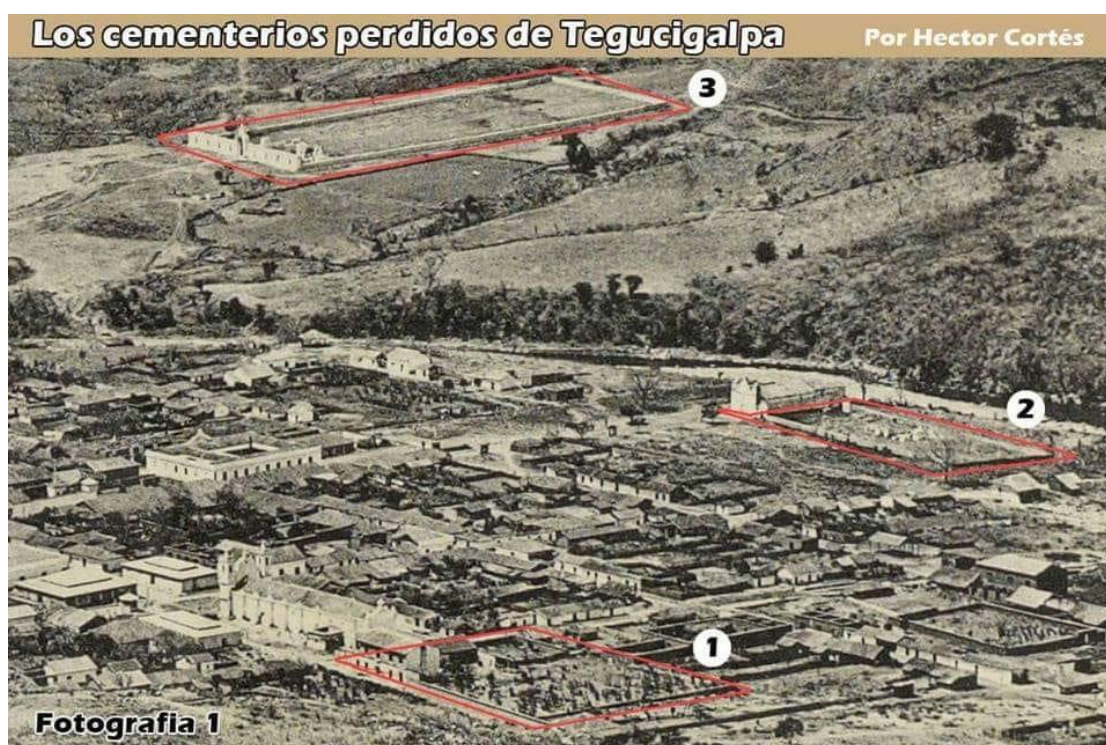 Los cementerios perdidos de Tegucigalpa
Por Hector Cortés
3
2
1
Fotografia 1